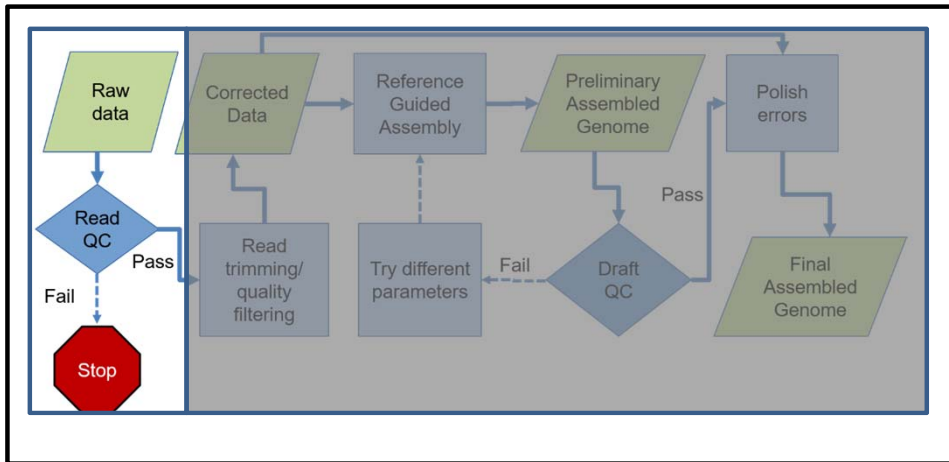 Raw
data
Read
QC
Pass
Fail
Stop
Corrected
Data
Read
trimming/
quality
filtering
Reference
Guided
Assembly
Try different
parameters
Preliminary
Assembled
Genome
Fail
Draft
QC
Pass
Polish
errors
Final
Assembled
Genome